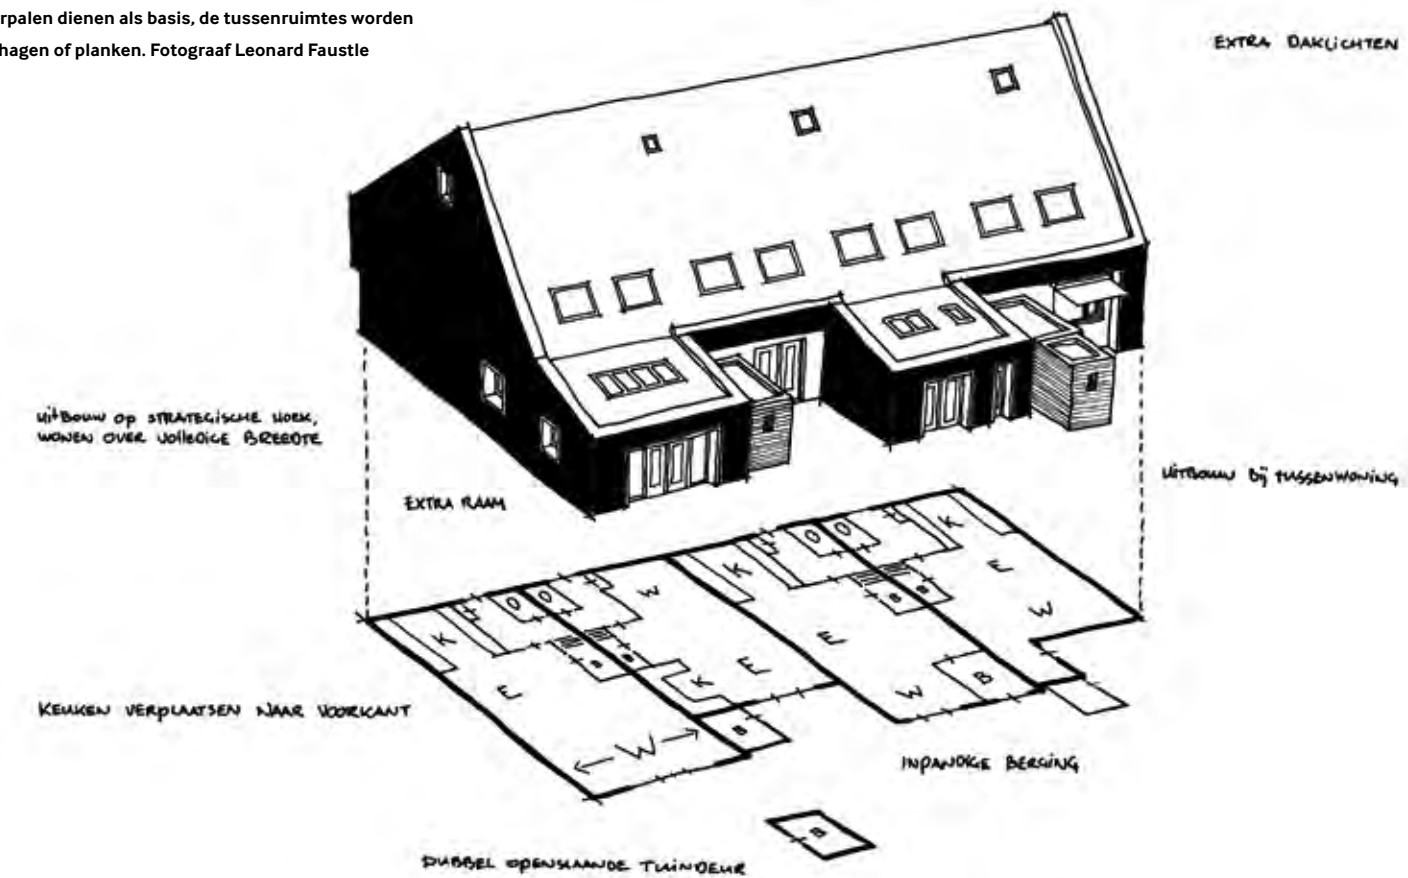 rpalen dienen als basis, de tussenruimtes worden
hagen of planken. Fotograaf Leonard Faustle
EXTRA DAKLICHTEN
UITBOUW OP STRATEGISCHE HOEK,
WONEN OVER VOLLEDIGE BREEDTE
EXTRA RAAM
UITBOUW BIJ TUSSENWONING
K
E
W
B
B
K
E
W
B
K
E
W
B
B
B
K
E
W
KEUKEN VERPLAATSEN NAAR VOORKANT
INPANDIGE BERGING
B
DUBBEL OPENSLAANDE TUINDEUR